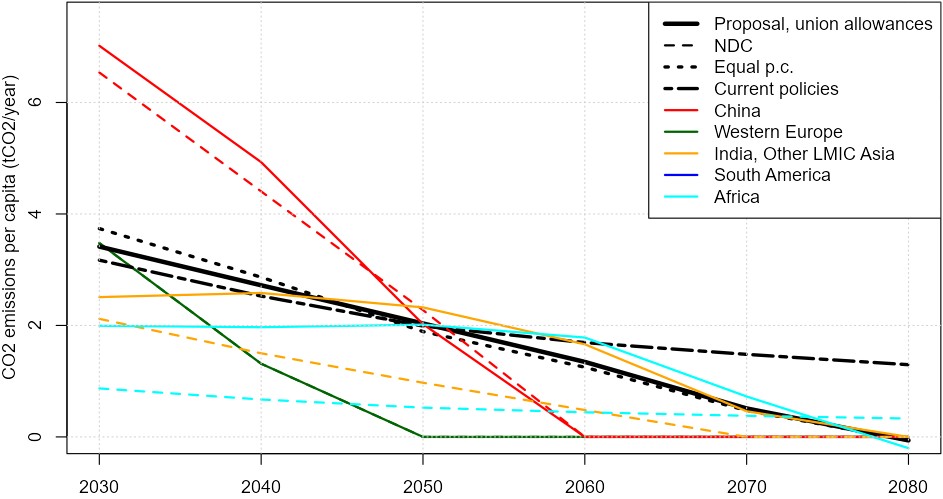 Proposal, union allowances
NDC
Equal p.c.
Current policies
China
Western Europe
India, Other LMIC Asia
South America
Africa
CO2 emissions per capita (tCO2/year)
6
4
2
0
2030 2040 2050 2060 2070 2080